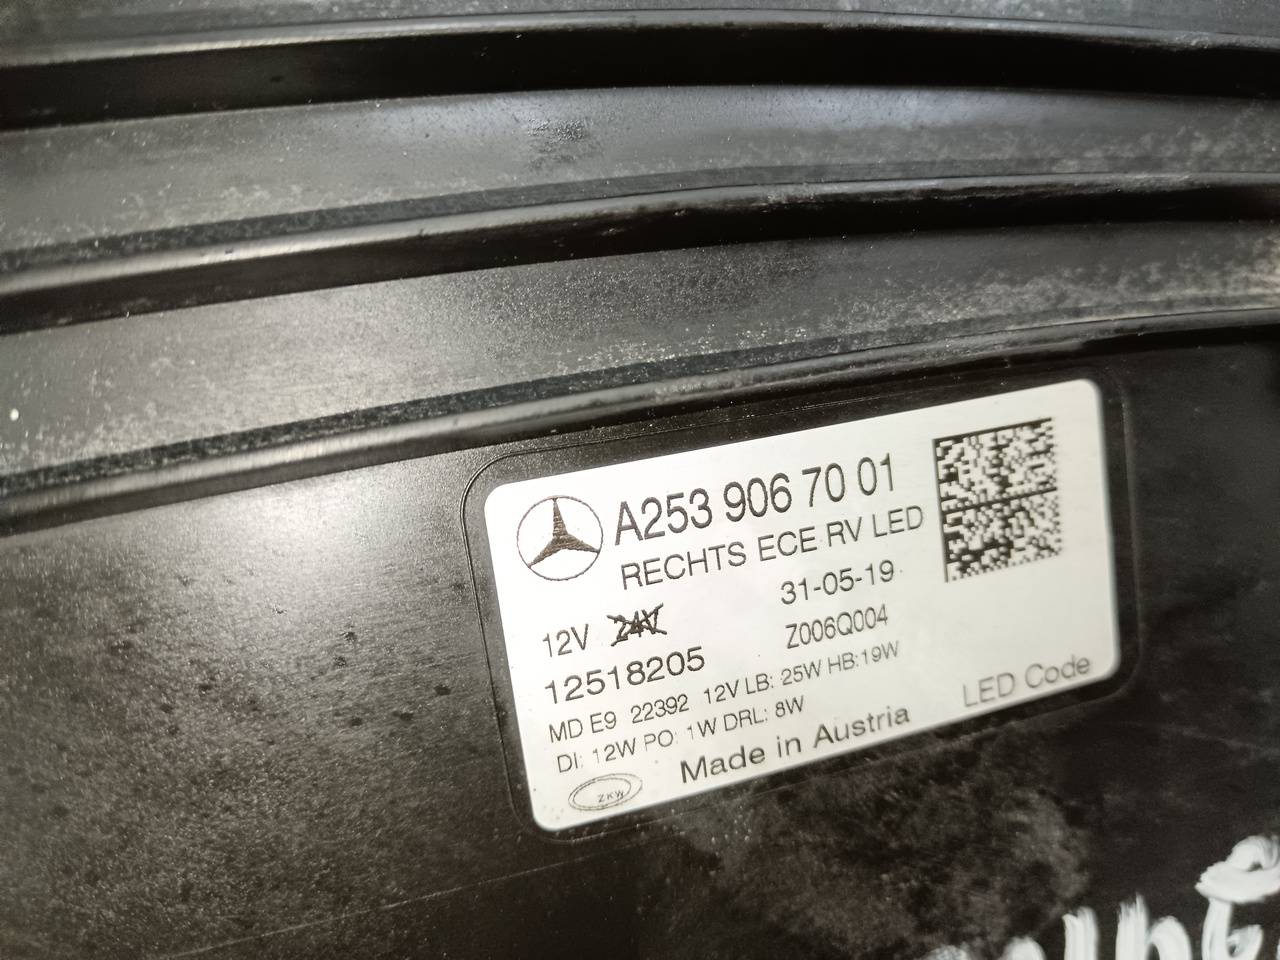 A253 906 70 01
RECHTS ECE RV LED
12V 24V 31-05-19
12518205 Z006Q004
MD E9 22392 12V LB: 25W HB:19W
DI: 12W PO: 1W DRL: 8W
ZKW Made in Austria LED Code